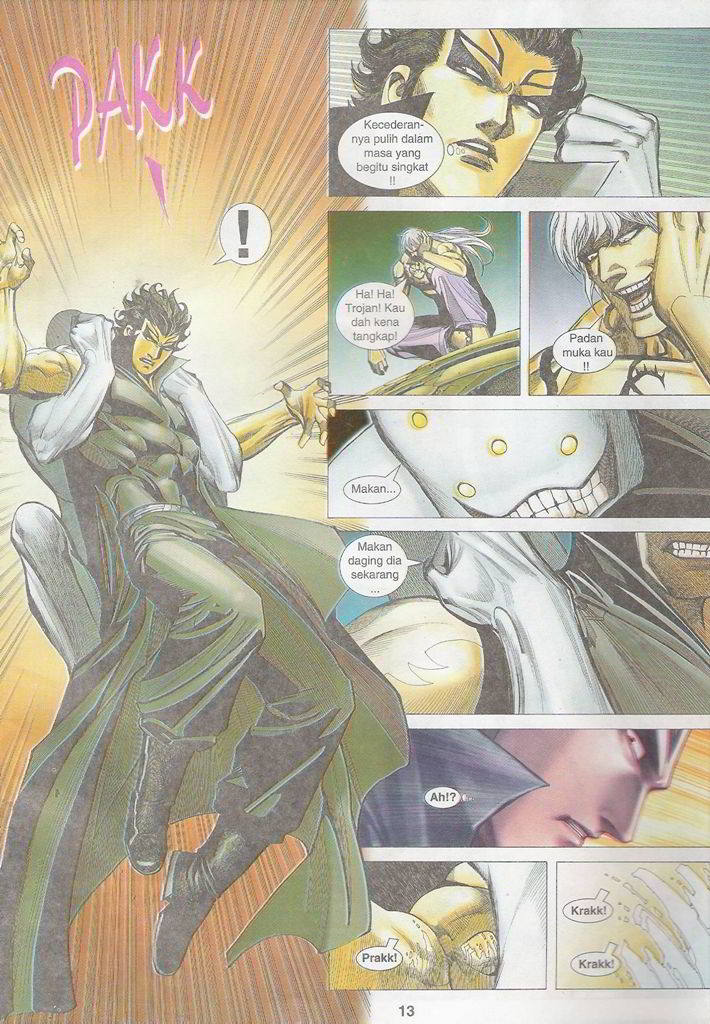 PAKK
!
!
Kecederan-
nya pulih dalam
masa yang
begitu singkat
!!
Ha! Ha!
Trojan! Kau
dah kena
tangkap!
Padan
muka kau
!!
Makan...
Makan
daging dia
sekarang
...
Ah!?
Prakk!
Krakk!
Krakk!
13